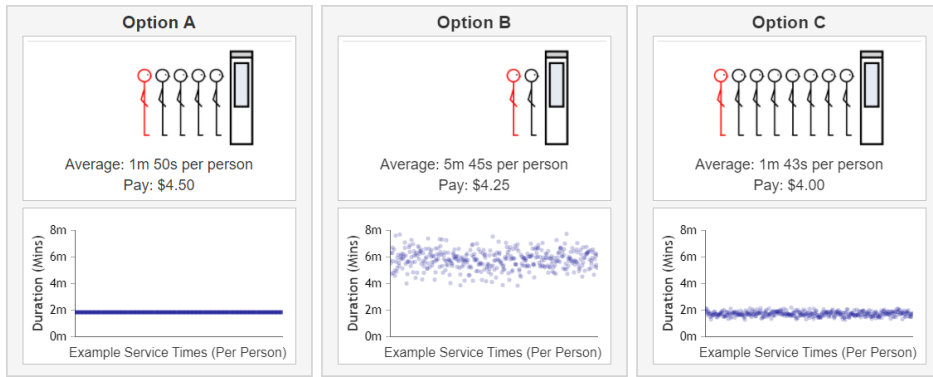 Option A
Average: 1m 50s per person
Pay: $4.50
8m
6m
4m
2m
0m
Duration (Mins)
Example Service Times (Per Person)
Option B
Average: 5m 45s per person
Pay: $4.25
8m
6m
4m
2m
0m
Duration (Mins)
Example Service Times (Per Person)
Option C
Average: 1m 43s per person
Pay: $4.00
8m
6m
4m
2m
0m
Duration (Mins)
Example Service Times (Per Person)